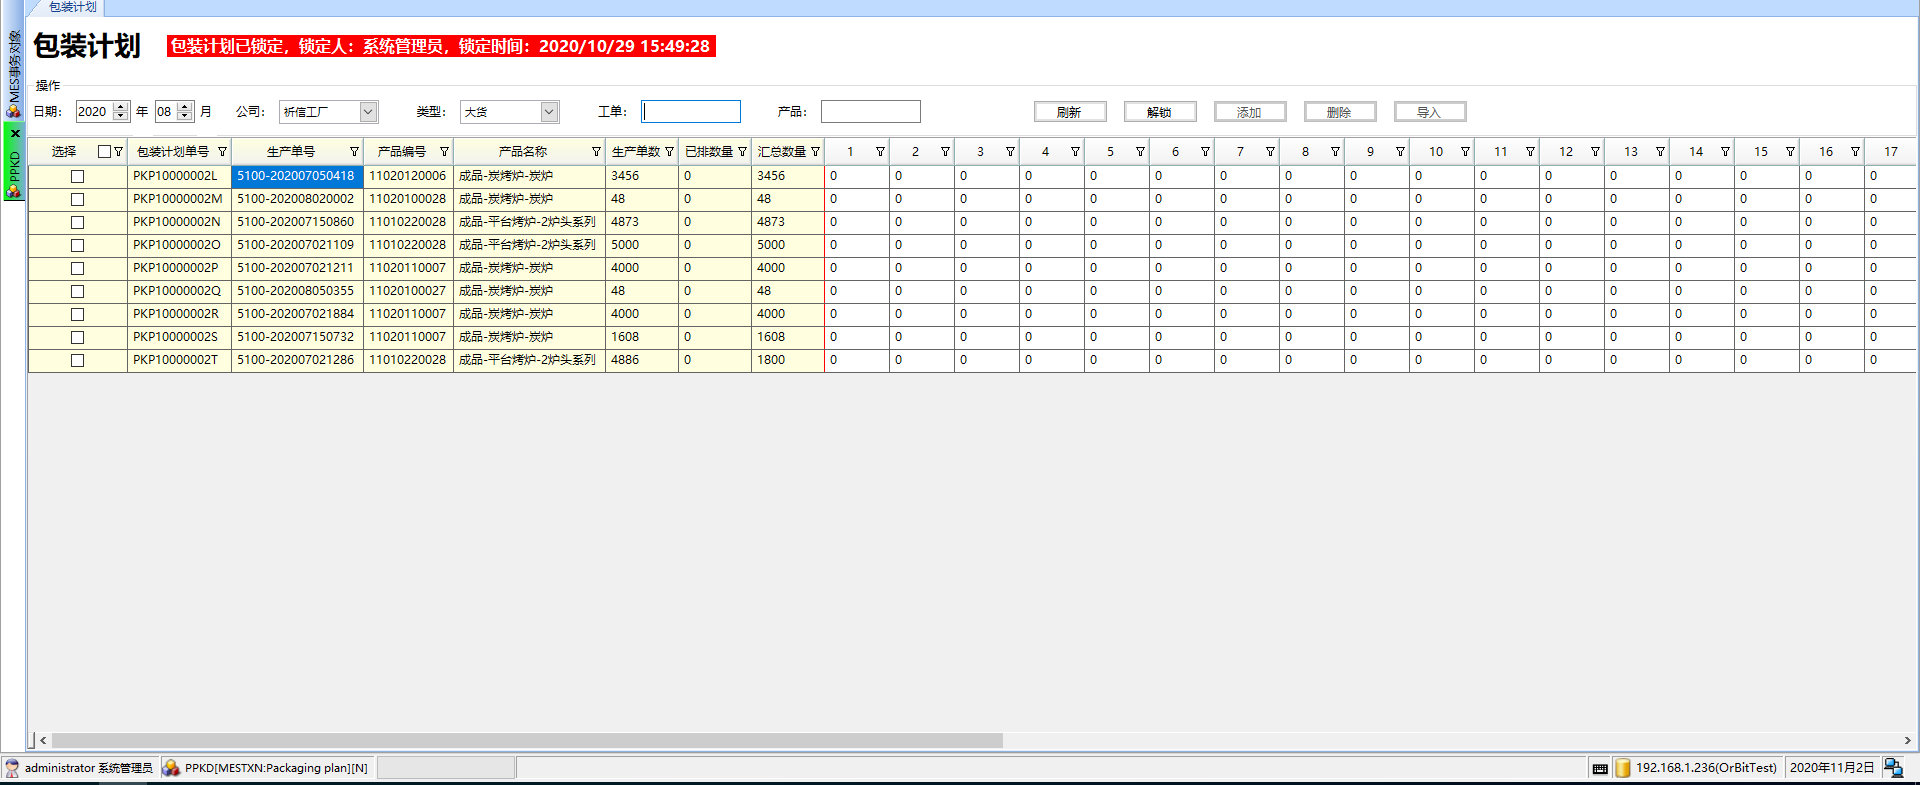 包装计划
MES事务对象
PPKD
包装计划 包装计划已锁定，锁定人：系统管理员，锁定时间：2020/10/29 15:49:28
操作
日期： 2020 年 08 月 公司： 祈信工厂 类型： 大货 工单： 产品： 刷新 解锁 添加 删除 导入
选择 包装计划单号 生产单号 产品编号 产品名称 生产单数 已排数量 汇总数量 1 2 3 4 5 6 7 8 9 10 11 12 13 14 15 16 17
PKP10000002L 5100-202007050418 11020120006 成品-炭烤炉-炭炉 3456 0 3456 0 0 0 0 0 0 0 0 0 0 0 0 0 0 0 0 0
PKP10000002M 5100-202008020002 11020100028 成品-炭烤炉-炭炉 48 0 48 0 0 0 0 0 0 0 0 0 0 0 0 0 0 0 0 0
PKP10000002N 5100-202007150860 11010220028 成品-平台烤炉-2炉头系列 4873 0 4873 0 0 0 0 0 0 0 0 0 0 0 0 0 0 0 0 0
PKP10000002O 5100-202007021109 11010220028 成品-平台烤炉-2炉头系列 5000 0 5000 0 0 0 0 0 0 0 0 0 0 0 0 0 0 0 0 0
PKP10000002P 5100-202007021211 11020110007 成品-炭烤炉-炭炉 4000 0 4000 0 0 0 0 0 0 0 0 0 0 0 0 0 0 0 0 0
PKP10000002Q 5100-202008050355 11020100027 成品-炭烤炉-炭炉 48 0 48 0 0 0 0 0 0 0 0 0 0 0 0 0 0 0 0 0
PKP10000002R 5100-202007021884 11020110007 成品-炭烤炉-炭炉 4000 0 4000 0 0 0 0 0 0 0 0 0 0 0 0 0 0 0 0 0
PKP10000002S 5100-202007150732 11020110007 成品-炭烤炉-炭炉 1608 0 1608 0 0 0 0 0 0 0 0 0 0 0 0 0 0 0 0 0
PKP10000002T 5100-202007021286 11010220028 成品-平台烤炉-2炉头系列 4886 0 1800 0 0 0 0 0 0 0 0 0 0 0 0 0 0 0 0 0
administrator 系统管理员 PPKD[MESTXN:Packaging plan][N] 192.168.1.236(OrBitTest) 2020年11月2日